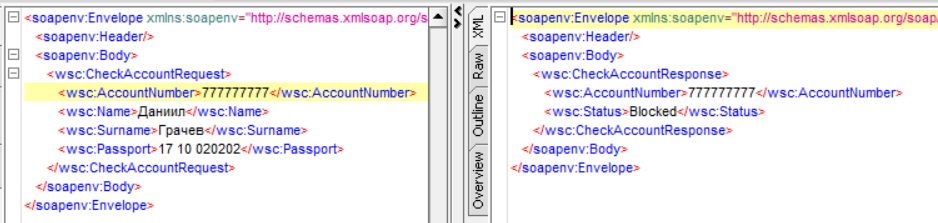 <soapenv:Envelope xmlns:soapenv="http://schemas.xmlsoap.org/s
<soapenv:Header/>
<soapenv:Body>
<wsc:CheckAccountRequest>
<wsc:AccountNumber>777777777</wsc:AccountNumber>
<wsc:Name>Даниил</wsc:Name>
<wsc:Surname>Грачев</wsc:Surname>
<wsc:Passport>17 10 020202</wsc:Passport>
</wsc:CheckAccountRequest>
</soapenv:Body>
</soapenv:Envelope>
XML
Raw
Outline
Overview
<soapenv:Envelope xmlns:soapenv="http://schemas.xmlsoap.org/soap/
<soapenv:Header/>
<soapenv:Body>
<wsc:CheckAccountResponse>
<wsc:AccountNumber>777777777</wsc:AccountNumber>
<wsc:Status>Blocked</wsc:Status>
</wsc:CheckAccountResponse>
</soapenv:Body>
</soapenv:Envelope>